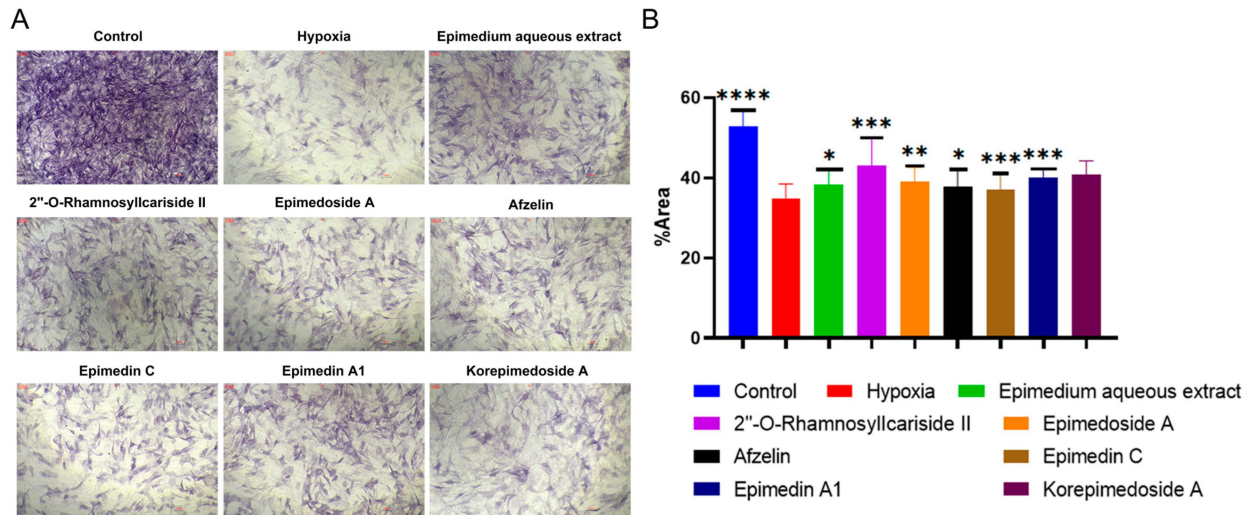 A
Control
Hypoxia
Epimedium aqueous extract
2"-O-RhamnosylIcariside II
Epimedoside A
Afzelin
Epimedin C
Epimedin A1
Korepimedoside A
B
%Area
60
40
20
0
****
*
***
**
*
***
***
Control
Hypoxia
Epimedium aqueous extract
2"-O-RhamnosylIcariside II
Epimedoside A
Afzelin
Epimedin C
Epimedin A1
Korepimedoside A